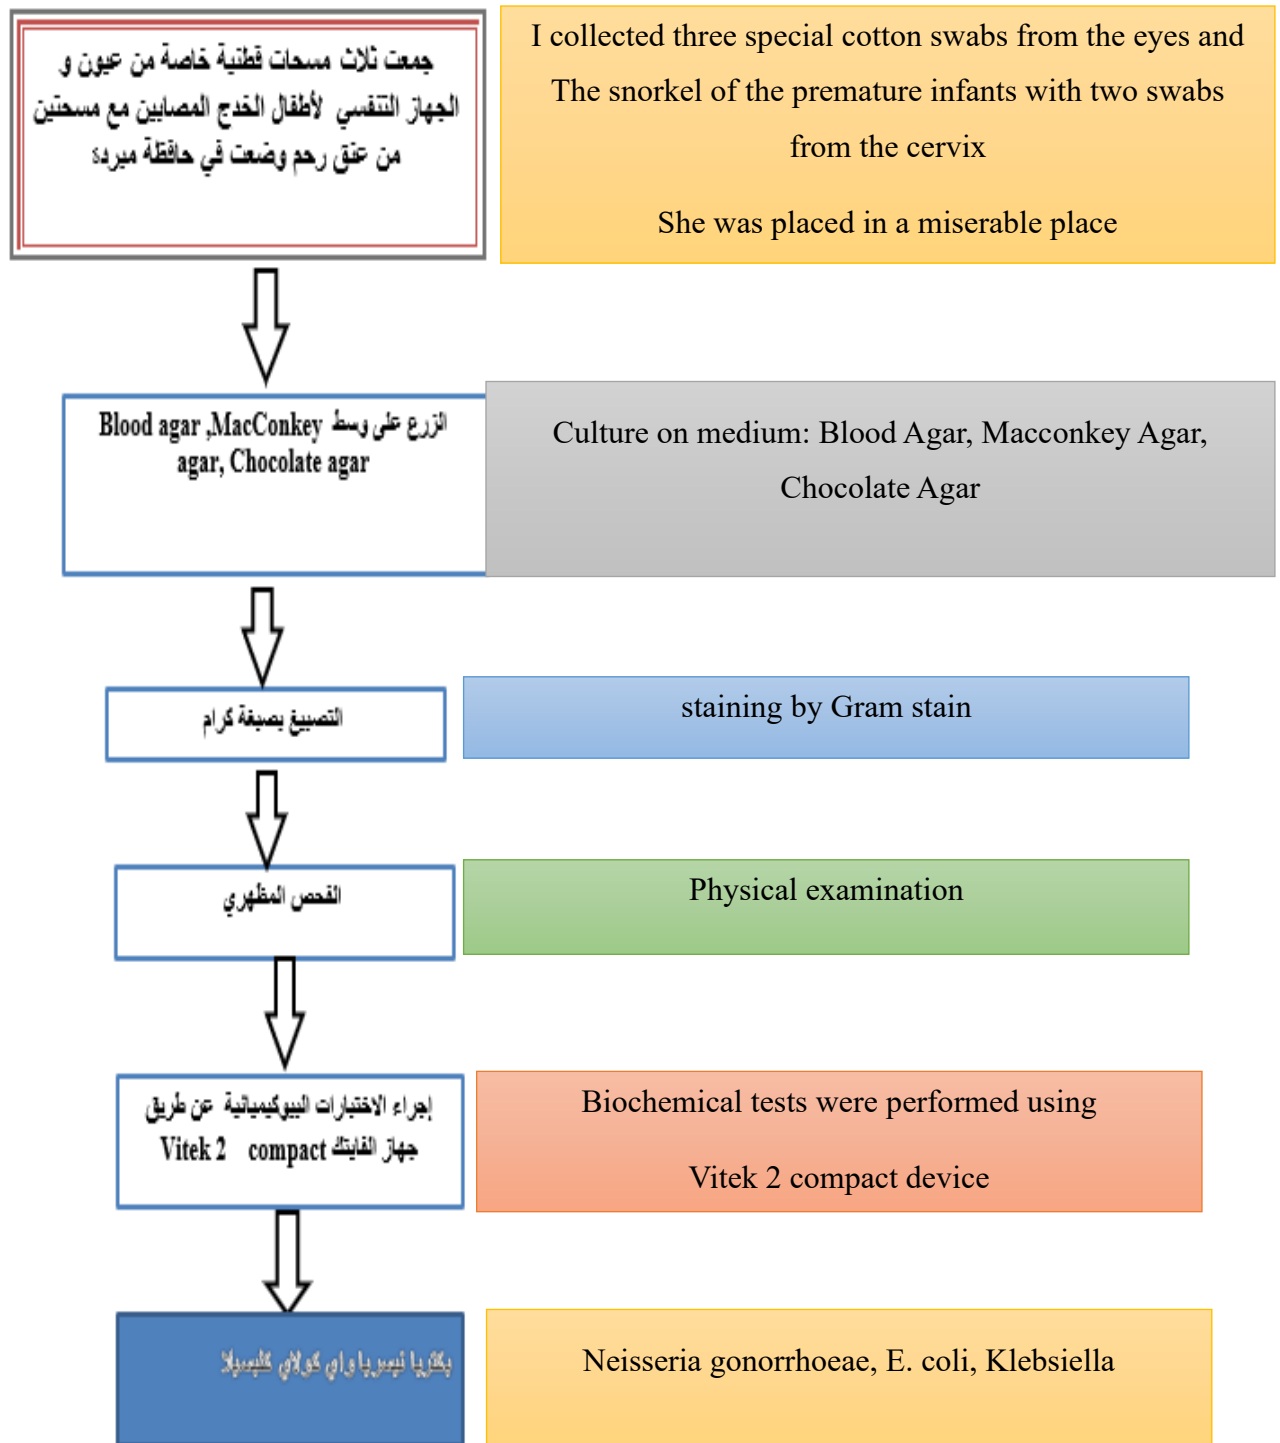 جمعت ثلاث مسحات قطنية خاصة من عيون و
الجهاز التنفسي لأطفال الخدج المصابين مع مسحتين
من عنق رحم وضعت في حافظة مبردة
I collected three special cotton swabs from the eyes and
The snorkel of the premature infants with two swabs
from the cervix
She was placed in a miserable place
الزرع على وسط Blood agar ,MacConkey
agar, Chocolate agar
Culture on medium: Blood Agar, Macconkey Agar,
Chocolate Agar
التصبيغ بصبغة كرام
staining by Gram stain
الفحص المظهري
Physical examination
إجراء الاختبارات البيوكيميائية عن طريق
جهاز الفايتك Vitek 2 compact
Biochemical tests were performed using
Vitek 2 compact device
بكتريا نيسريا واي كولاي كليبسيلا
Neisseria gonorrhoeae, E. coli, Klebsiella